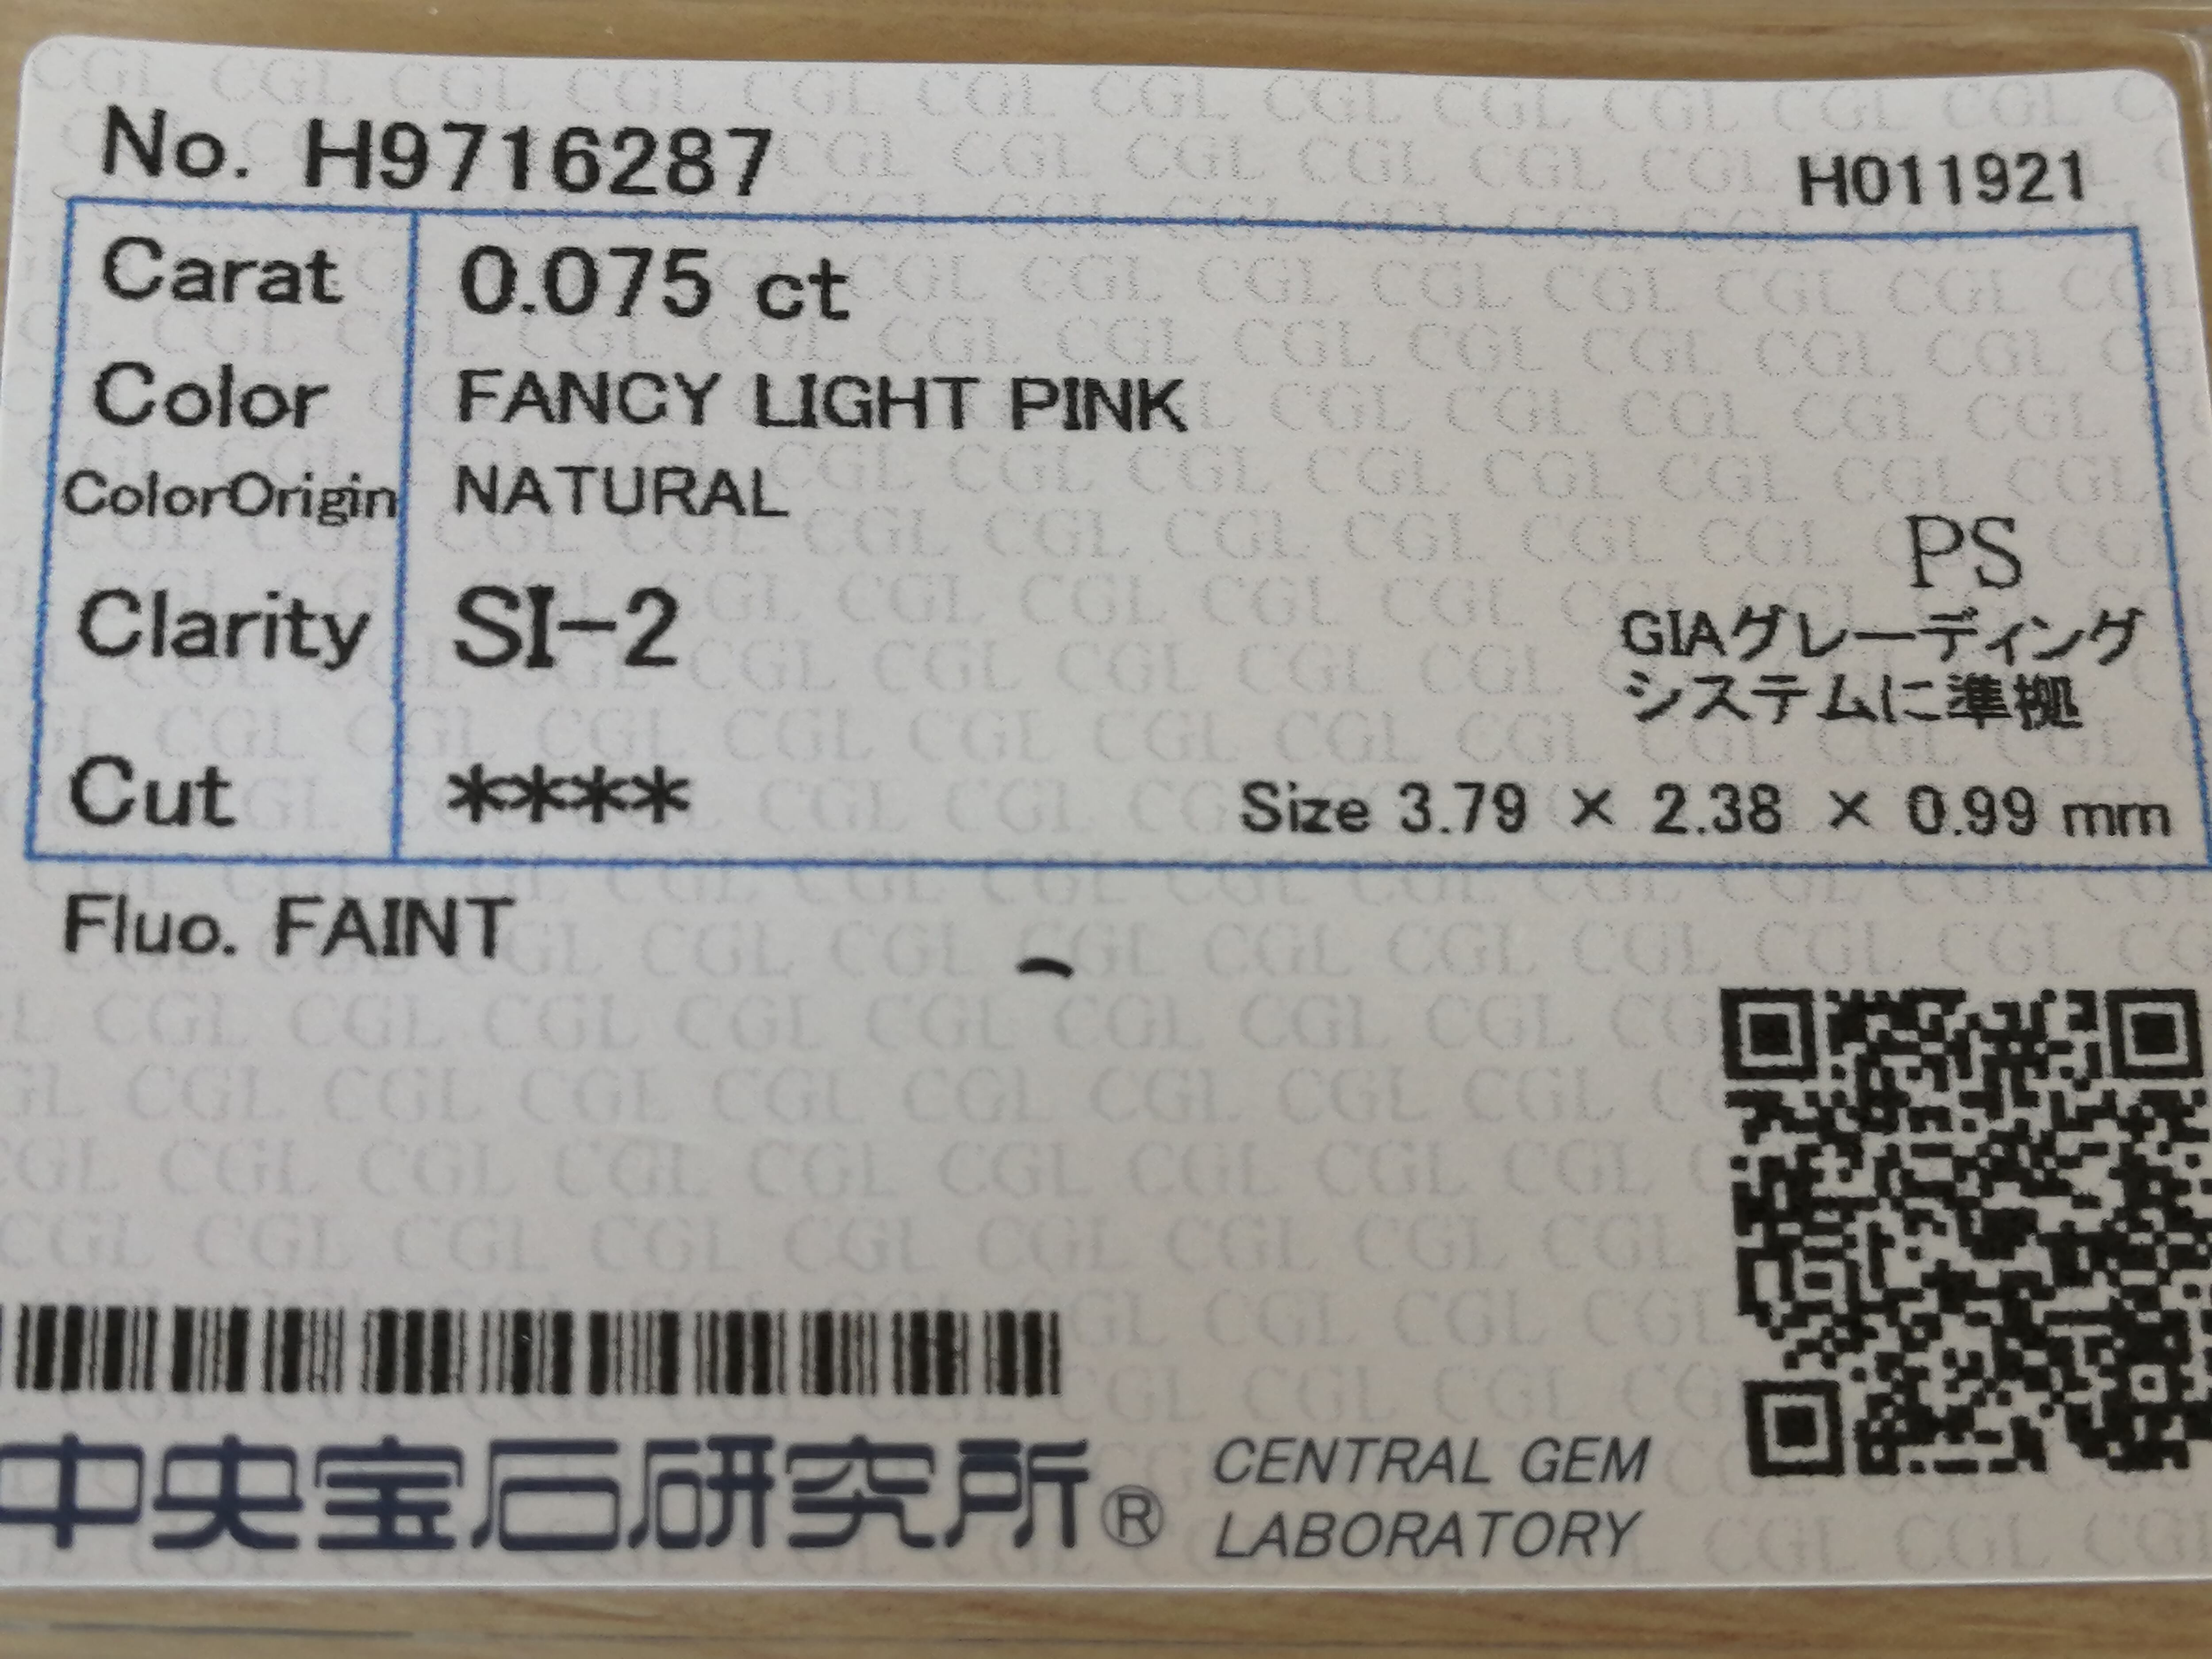 No. H9716287
H011921
Carat 0.075 ct
Color FANCY LIGHT PINK
ColorOrigin NATURAL
PS
Clarity SI-2
GIAグレーディング
システムに準拠
Cut ****
Size 3.79 × 2.38 × 0.99 mm
Fluo. FAINT
中央宝石研究所®
CENTRAL GEM
LABORATORY